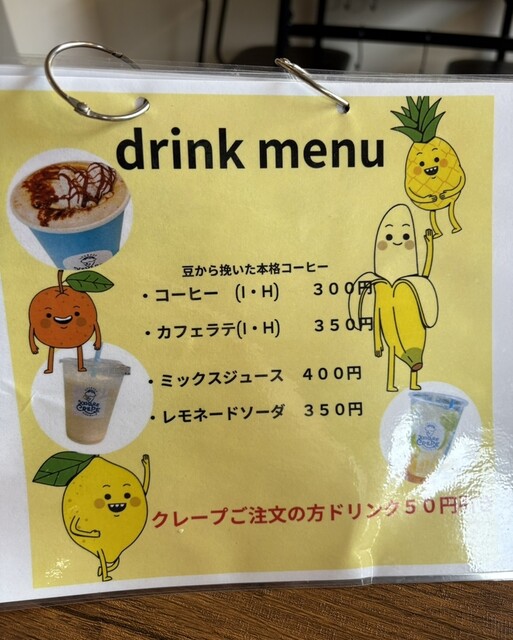 drink menu
豆から挽いた本格コーヒー
・コーヒー (I・H) 300円
・カフェラテ(I・H) 350円
・ミックスジュース 400円
・レモネードソーダ 350円
クレープご注文の方ドリンク50円